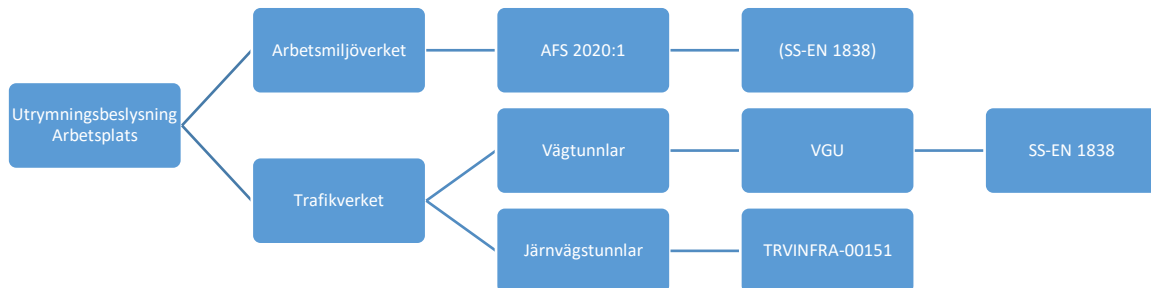 Utrymningsbeslysning
Arbetsplats
Arbetsmiljöverket
AFS 2020:1
(SS-EN 1838)
Trafikverket
Vägtunnlar
VGU
SS-EN 1838
Järnvägstunnlar
TRVINFRA-00151